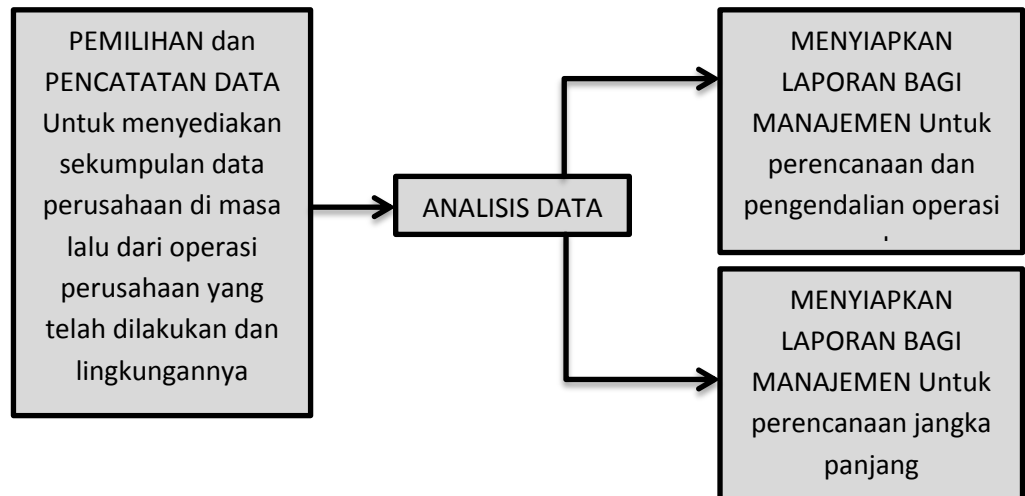 PEMILIHAN dan
PENCATATAN DATA
Untuk menyediakan
sekumpulan data
perusahaan di masa
lalu dari operasi
perusahaan yang
telah dilakukan dan
lingkungannya
ANALISIS DATA
MENYIAPKAN
LAPORAN BAGI
MANAJEMEN Untuk
perencanaan dan
pengendalian operasi
MENYIAPKAN
LAPORAN BAGI
MANAJEMEN Untuk
perencanaan jangka
panjang